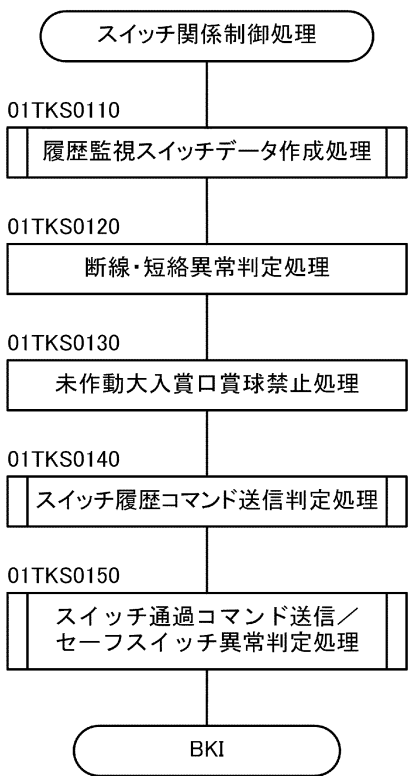 スイッチ関係制御処理
01TKS0110
履歴監視スイッチデータ作成処理
01TKS0120
断線・短絡異常判定処理
01TKS0130
未作動大入賞口賞球禁止処理
01TKS0140
スイッチ履歴コマンド送信判定処理
01TKS0150
スイッチ通過コマンド送信／
セーフスイッチ異常判定処理
BKI